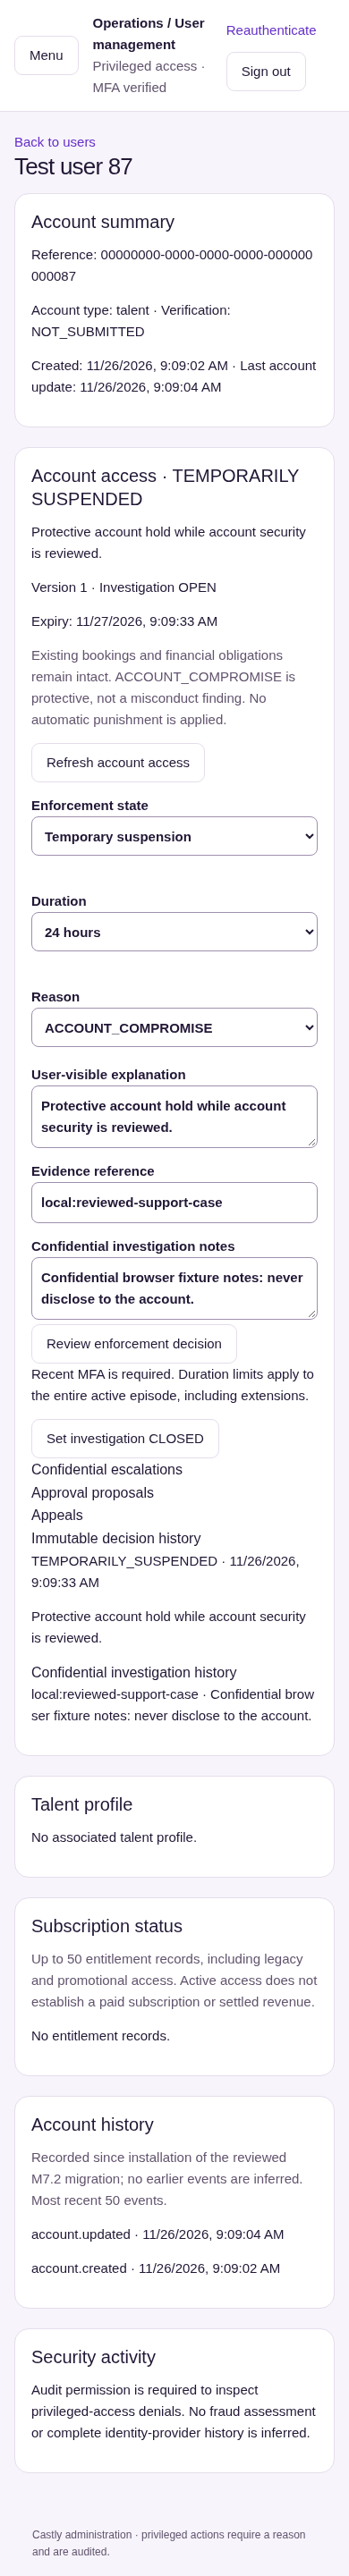 Menu
Operations / User
management
Privileged access ·
MFA verified
Reauthenticate
Sign out
Back to users
Test user 87
Account summary
Reference: 00000000-0000-0000-0000-000000
000087
Account type: talent · Verification:
NOT_SUBMITTED
Created: 11/26/2026, 9:09:02 AM · Last account
update: 11/26/2026, 9:09:04 AM
Account access · TEMPORARILY
SUSPENDED
Protective account hold while account security
is reviewed.
Version 1 · Investigation OPEN
Expiry: 11/27/2026, 9:09:33 AM
Existing bookings and financial obligations
remain intact. ACCOUNT_COMPROMISE is
protective, not a misconduct finding. No
automatic punishment is applied.
Refresh account access
Enforcement state
Temporary suspension
Duration
24 hours
Reason
ACCOUNT_COMPROMISE
User-visible explanation
Protective account hold while account
security is reviewed.
Evidence reference
local:reviewed-support-case
Confidential investigation notes
Confidential browser fixture notes: never
disclose to the account.
Review enforcement decision
Recent MFA is required. Duration limits apply to
the entire active episode, including extensions.
Set investigation CLOSED
Confidential escalations
Approval proposals
Appeals
Immutable decision history
TEMPORARILY_SUSPENDED · 11/26/2026,
9:09:33 AM
Protective account hold while account security
is reviewed.
Confidential investigation history
local:reviewed-support-case · Confidential brow
ser fixture notes: never disclose to the account.
Talent profile
No associated talent profile.
Subscription status
Up to 50 entitlement records, including legacy
and promotional access. Active access does not
establish a paid subscription or settled revenue.
No entitlement records.
Account history
Recorded since installation of the reviewed
M7.2 migration; no earlier events are inferred.
Most recent 50 events.
account.updated · 11/26/2026, 9:09:04 AM
account.created · 11/26/2026, 9:09:02 AM
Security activity
Audit permission is required to inspect
privileged-access denials. No fraud assessment
or complete identity-provider history is inferred.
Castly administration · privileged actions require a reason
and are audited.